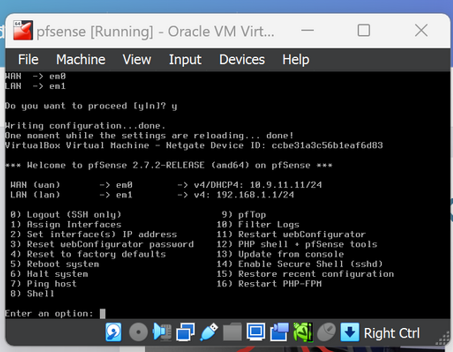 pfsense [Running] - Oracle VM Virt...
File Machine View Input Devices Help
WAN -> em0
LAN -> em1
Do you want to proceed [y|n]? y
Writing configuration...done.
One moment while the settings are reloading... done!
VirtualBox Virtual Machine - Netgate Device ID: ccbe31a3c56b1eaf6d83
*** Welcome to pfSense 2.7.2-RELEASE (amd64) on pfSense ***
WAN (wan) -> em0 -> v4/DHCP4: 10.9.11.11/24
LAN (lan) -> em1 -> v4: 192.168.1.1/24
0) Logout (SSH only) 9) pfTop
1) Assign Interfaces 10) Filter Logs
2) Set interface(s) IP address 11) Restart webConfigurator
3) Reset webConfigurator password 12) PHP shell + pfSense tools
4) Reset to factory defaults 13) Update from console
5) Reboot system 14) Enable Secure Shell (sshd)
6) Halt system 15) Restore recent configuration
7) Ping host 16) Restart PHP-FPM
8) Shell
Enter an option:
Right Ctrl